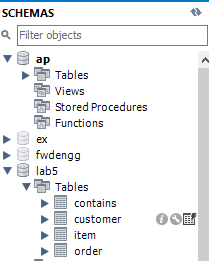 SCHEMAS
Filter objects
ap
Tables
Views
Stored Procedures
Functions
ex
fwdengg
lab5
Tables
contains
customer
item
order